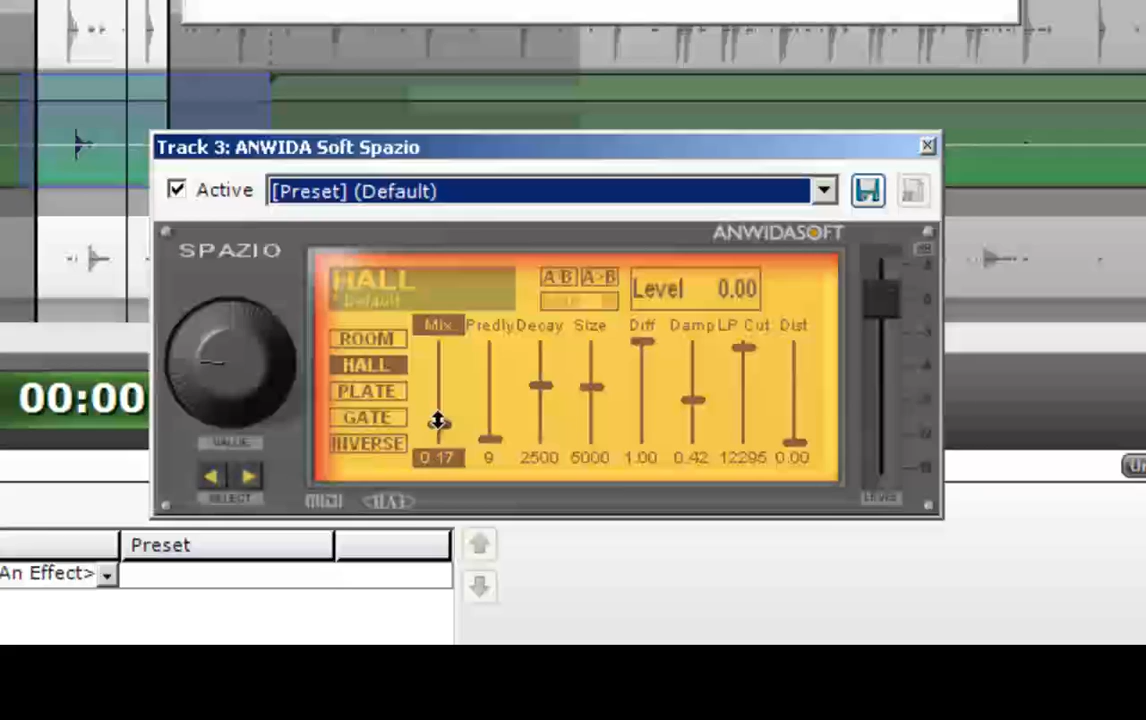 Track 3: ANWIDA Soft Spazio
Active [Preset] (Default)
SPAZIO
ANWIDASOFT
HALL
Default
A B A>B
Level 0.00
Mix Predly Decay Size Diff Damp LP Cut Dist
ROOM
HALL
PLATE
GATE
INVERSE
0.17 9 2500 5000 1.00 0.42 12295 0.00
VALUE
SELECT
MIDI
LEVEL
00:00
Preset
An Effect>